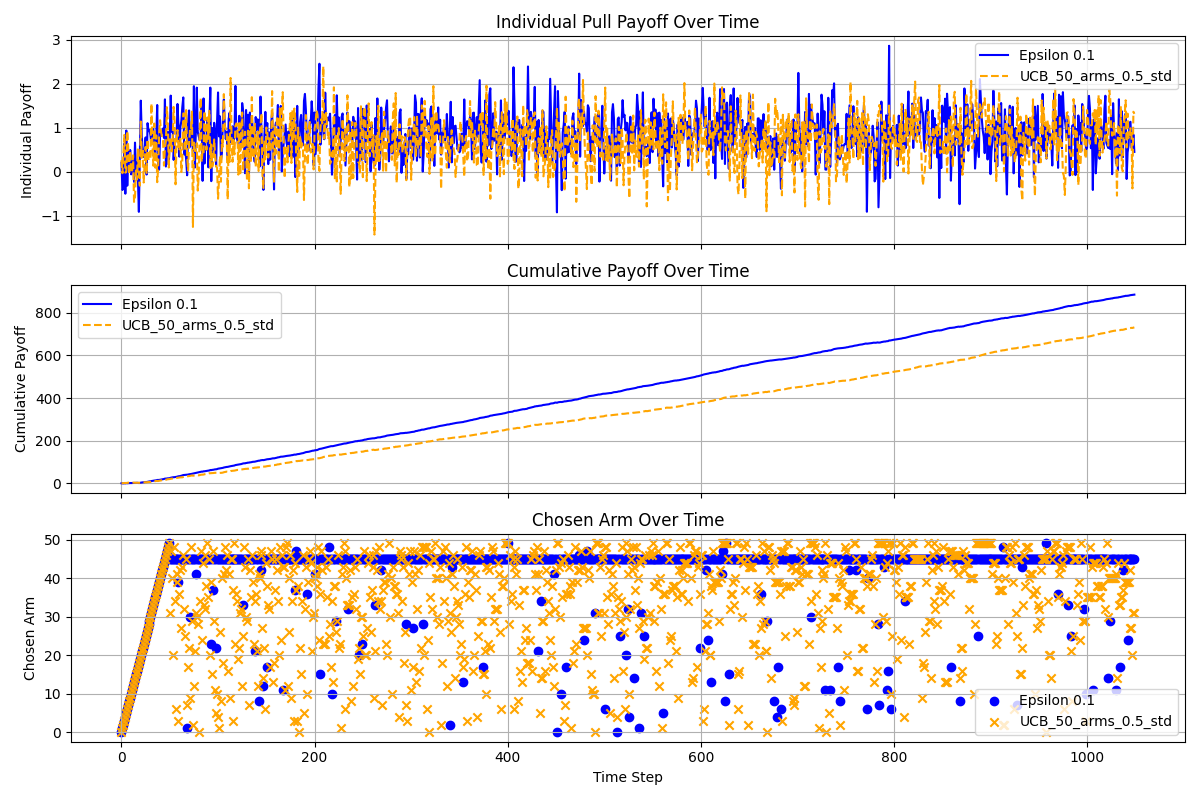 Individual Pull Payoff Over Time
Individual Payoff
3
2
1
0
−1
Epsilon 0.1
UCB_50_arms_0.5_std
Cumulative Payoff Over Time
Cumulative Payoff
800
600
400
200
0
Epsilon 0.1
UCB_50_arms_0.5_std
Chosen Arm Over Time
Chosen Arm
50
40
30
20
10
0
Epsilon 0.1
UCB_50_arms_0.5_std
0 200 400 600 800 1000
Time Step